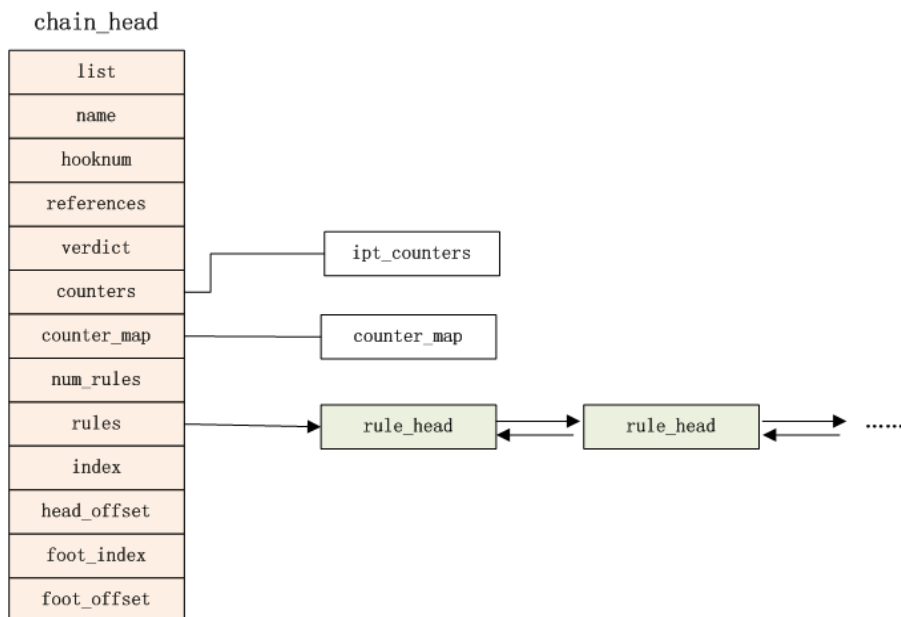 chain_head
list
name
hooknum
references
verdict
counters
counter_map
num_rules
rules
index
head_offset
foot_index
foot_offset
ipt_counters
counter_map
rule_head
rule_head
……